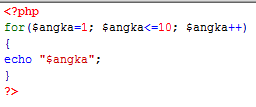 <?php
for($angka=1; $angka<=10; $angka++)
{
echo "$angka";
}
?>